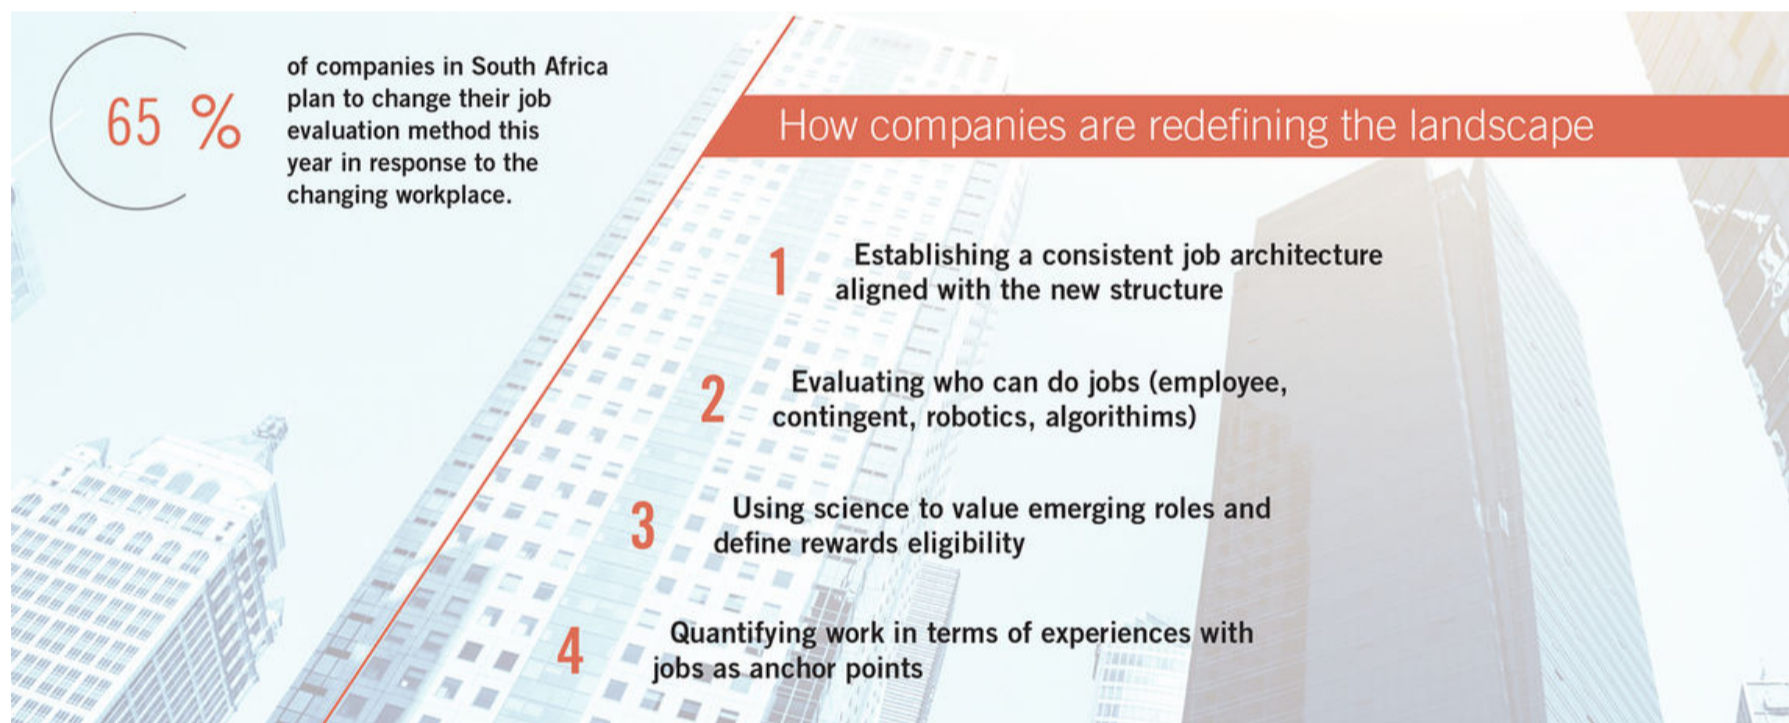 65 %
of companies in South Africa
plan to change their job
evaluation method this
year in response to the
changing workplace.
How companies are redefining the landscape
1
Establishing a consistent job architecture
aligned with the new structure
2
Evaluating who can do jobs (employee,
contingent, robotics, algorithims)
3
Using science to value emerging roles and
define rewards eligibility
4
Quantifying work in terms of experiences with
jobs as anchor points